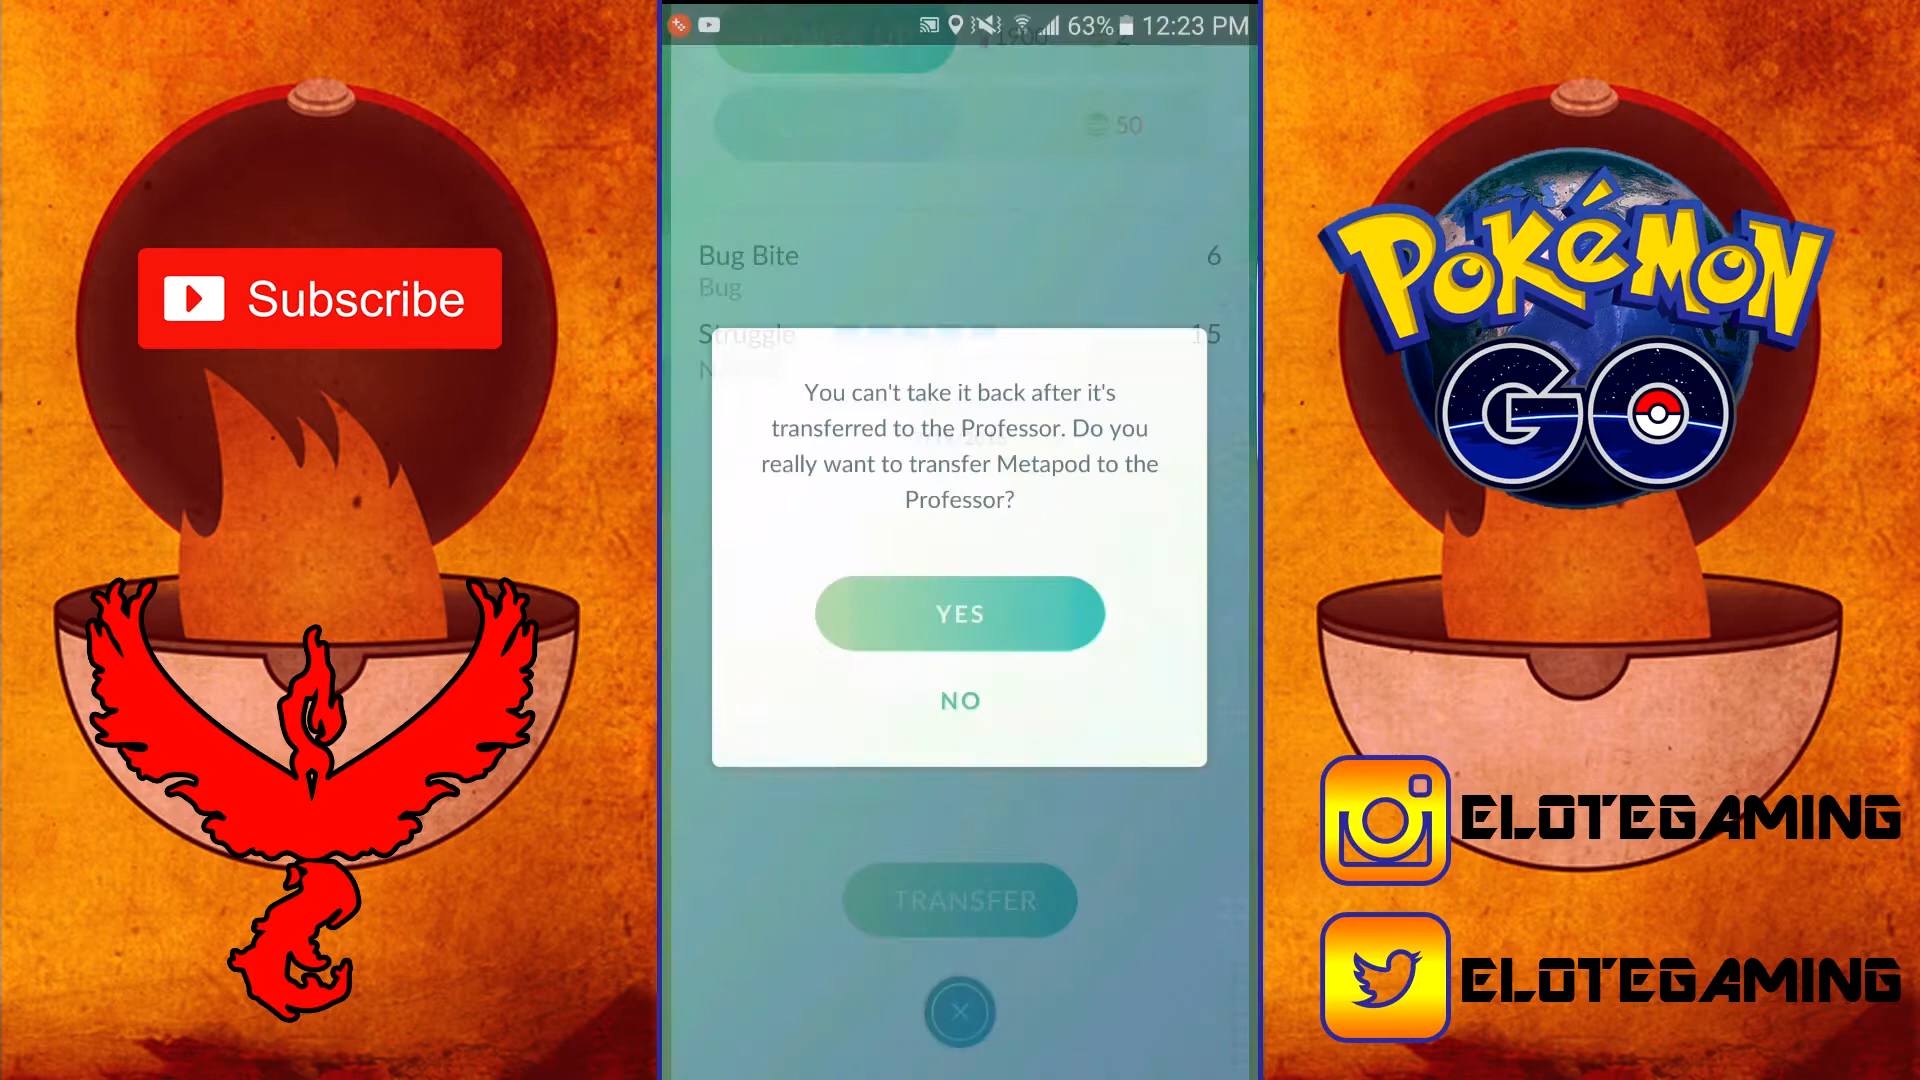 63% 12:23 PM
1900
50
Bug Bite 6
Bug
Struggle 15
You can't take it back after it's
transferred to the Professor. Do you
really want to transfer Metapod to the
Professor?
YES
NO
TRANSFER
Subscribe
POKÉMON
GO
ELOTEGAMING
ELOTEGAMING